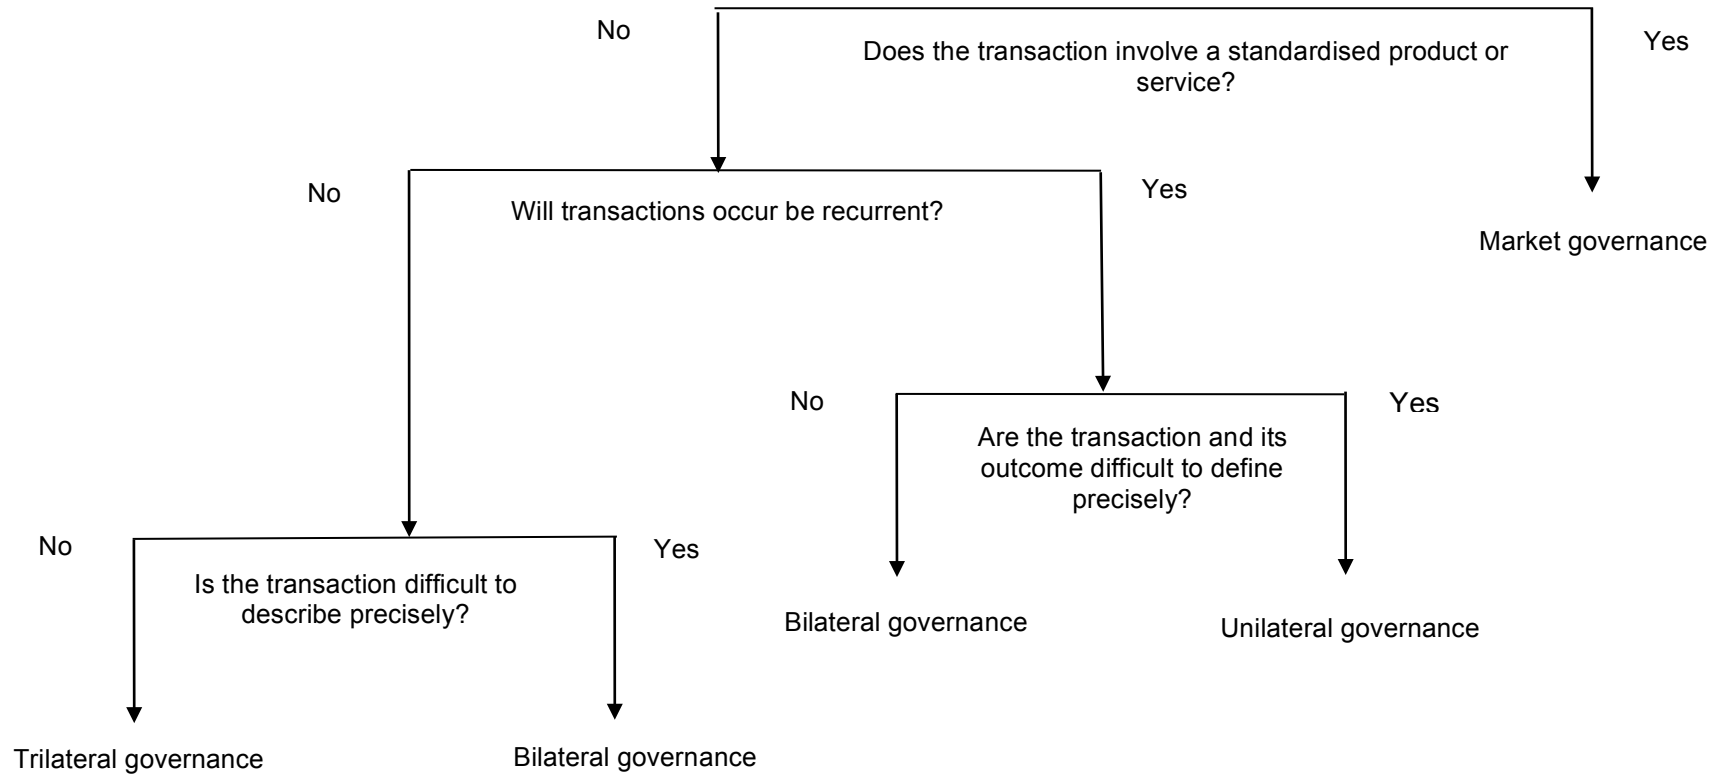 No
Does the transaction involve a standardised product or
service?
Yes
No
Will transactions occur be recurrent?
Yes
Market governance
No
Are the transaction and its
outcome difficult to define
precisely?
Yes
No
Is the transaction difficult to
describe precisely?
Yes
Bilateral governance
Unilateral governance
Trilateral governance
Bilateral governance